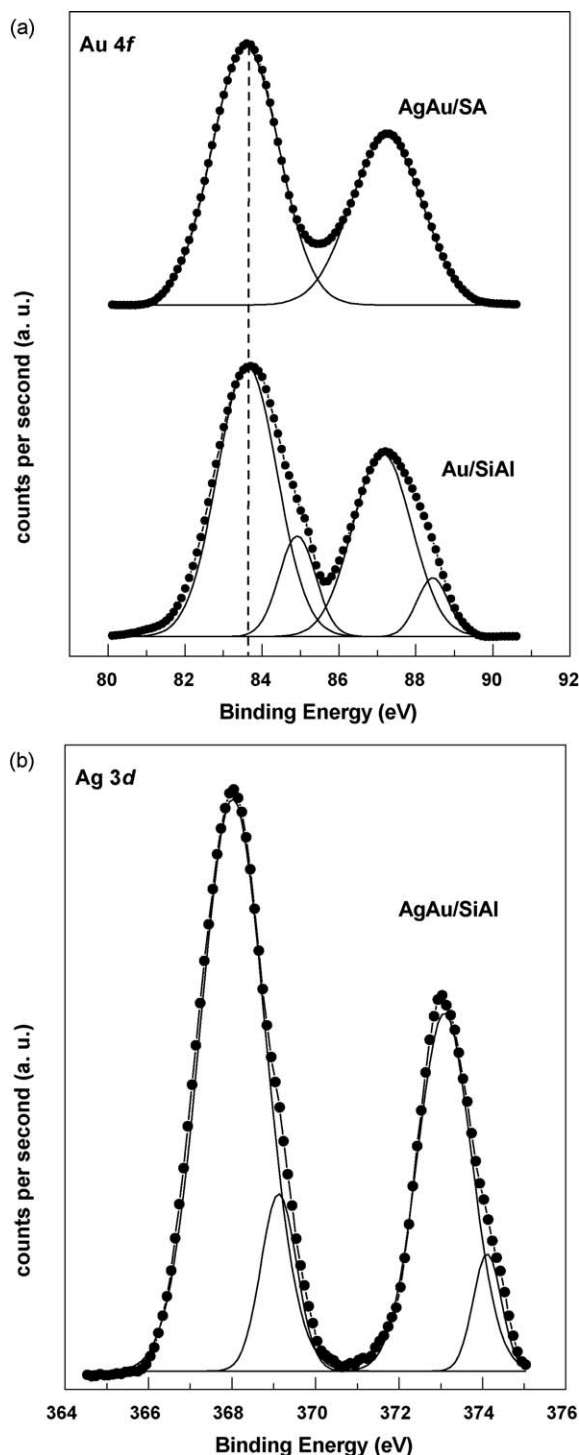 (a)
Au 4f
AgAu/SA
Au/SiAl
counts per second (a. u.)
80 82 84 86 88 90 92
Binding Energy (eV)
(b)
Ag 3d
AgAu/SiAl
counts per second (a. u.)
364 366 368 370 372 374 376
Binding Energy (eV)